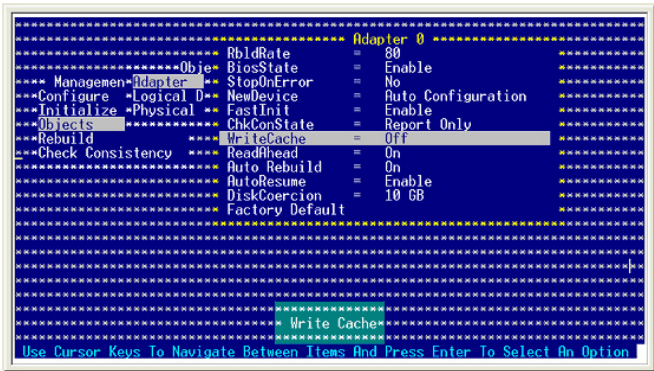 Adapter 0
RbldRate = 80
Obje BiosState = Enable
Managemen Adapter StopOnError = No
Configure Logical D NewDevice = Auto Configuration
Initialize Physical FastInit = Enable
Objects ChkConState = Report Only
Rebuild WriteCache = Off
Check Consistency ReadAhead = On
Auto Rebuild = On
AutoResume = Enable
DiskCoercion = 10 GB
Factory Default
Write Cache
Use Cursor Keys To Navigate Between Items And Press Enter To Select An Option